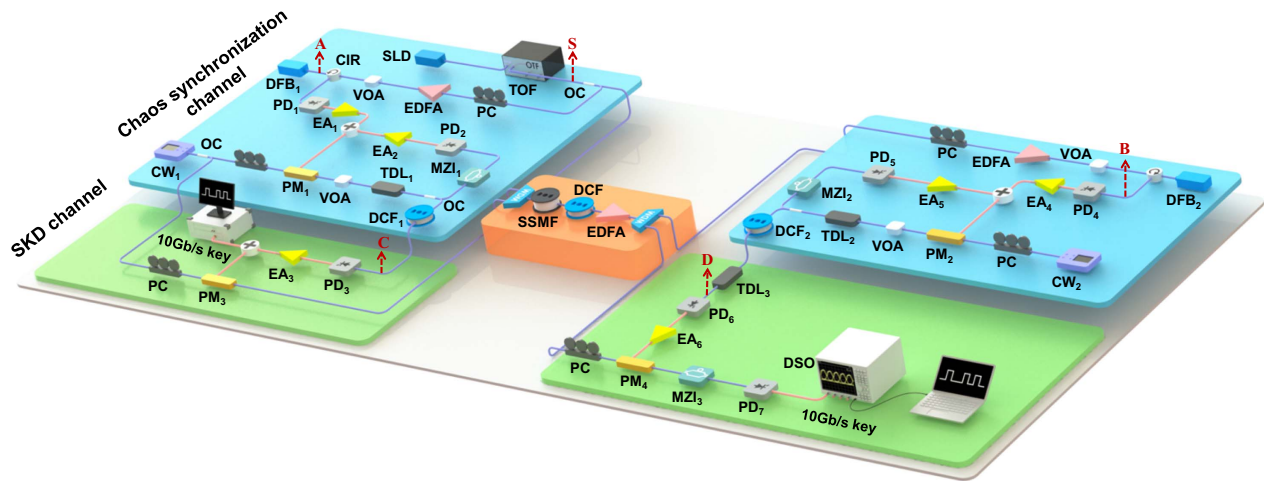 Chaos synchronization
channel
SKD channel
A
CIR
SLD
OTF
S
DFB1
VOA
EDFA
PC
TOF
OC
PD1
EA1
EA2
PD2
MZI1
OC
CW1
PM1
VOA
TDL1
OC
DCF1
10Gb/s key
C
EA3
PD3
PC
PM3
SSMF
DCF
EDFA
PC
EDFA
VOA
B
DFB2
PD5
MZI2
EA5
EA4
PD4
DCF2
TDL2
VOA
PM2
PC
CW2
D
TDL3
PD6
EA6
PC
PM4
MZI3
PD7
DSO
10Gb/s key